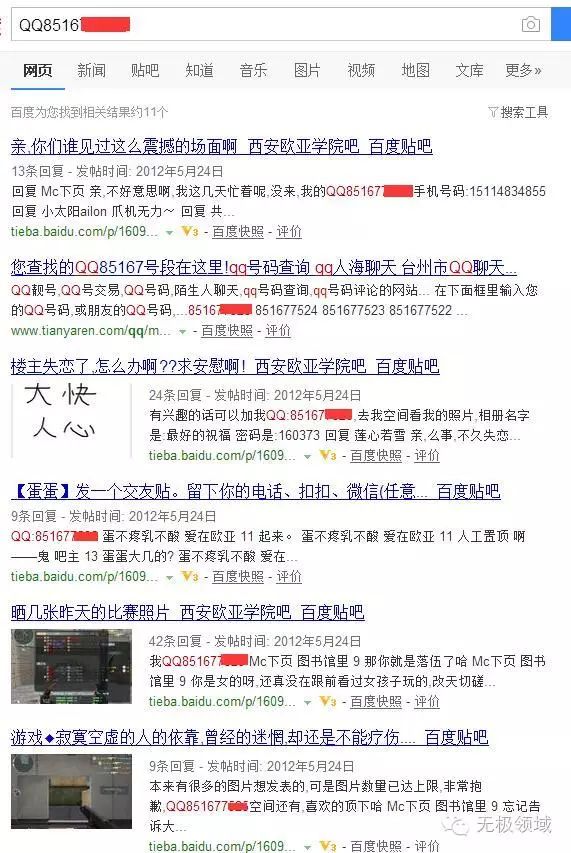 QQ8516
网页 新闻 贴吧 知道 音乐 图片 视频 地图 文库 更多»
百度为您找到相关结果约11个 搜索工具
亲,你们谁见过这么震撼的场面啊_西安欧亚学院吧_百度贴吧
13条回复 - 发帖时间: 2012年5月24日
回复 Mc下页 亲,不好意思啊,我这几天忙着呢,没来,我的QQ851677 手机号码:15114834855
回复 小太阳ailon 爪机无力～ 回复 共...
tieba.baidu.com/p/1609... V3 - 百度快照 - 评价
您查找的QQ85167号段在这里!qq号码查询 qq人海聊天 台州市QQ聊天...
QQ靓号,QQ号交易,QQ号码,陌生人聊天,qq号码查询,qq号码评论的网站... 在下面框里输入您
的QQ号码,或朋友的QQ号码,...8516 851677524 851677523 851677522 ...
www.tianyaren.com/qq/m... - 百度快照 - 评价
楼主失恋了,怎么办啊??求安慰啊!_西安欧亚学院吧_百度贴吧
大快
人心
24条回复 - 发帖时间: 2012年5月24日
有兴趣的话可以加我QQ:851677 ,去我空间看我的照片,相册名字
是:最好的祝福 密码是:160373 回复 莲心若雪 亲,么事,不久失恋...
tieba.baidu.com/p/1609... V3 - 百度快照 - 评价
【蛋蛋】发一个交友贴。留下你的电话、扣扣、微信(任意..._百度贴吧
9条回复 - 发帖时间: 2012年5月24日
QQ:851677 蛋不疼乳不酸 爱在欧亚 11 起来。 蛋不疼乳不酸 爱在欧亚 11 人工置顶 啊
——鬼 吧主 13 蛋蛋大几的? 蛋不疼乳不酸 爱在...
tieba.baidu.com/p/1609... V3 - 百度快照 - 评价
晒几张昨天的比赛照片_西安欧亚学院吧_百度贴吧
42条回复 - 发帖时间: 2012年5月24日
我QQ851677 Mc下页 图书馆里 9 那你就是落伍了哈 Mc下页 图书馆
里 9 你是女的呀,还真没在跟前看过女孩子玩的,改天切磋...
tieba.baidu.com/p/1609... V3 - 百度快照 - 评价
游戏◆寂寞空虚的人的依靠,曾经的迷惘,却还是不能疗伤...._百度贴吧
9条回复 - 发帖时间: 2012年5月24日
本来有很多的图片想发表的,可是图片数量已达上限,非常抱
歉,QQ851677 空间还有,喜欢的顶下哈 Mc下页 图书馆里 9 忘记告
诉大...
tieba.baidu.com/p/1609... V3 - 百度快照 - 评价
无极领域